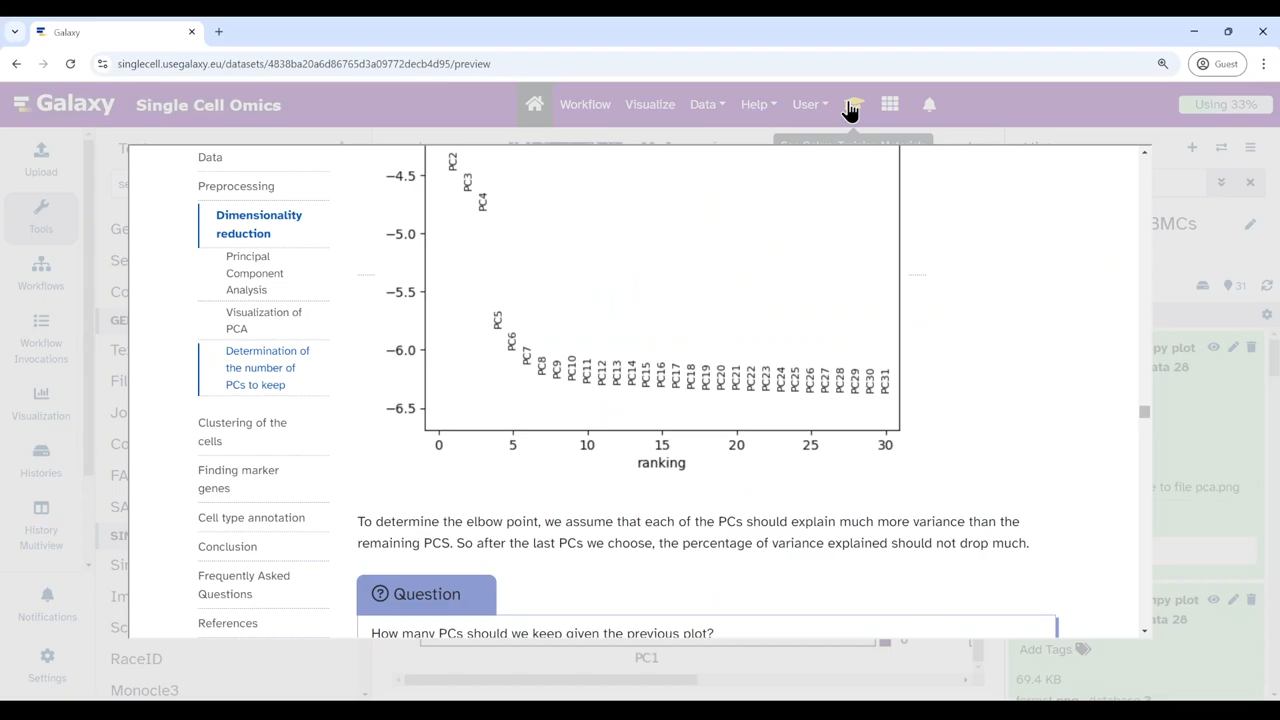 Galaxy
singlecell.usegalaxy.eu/datasets/4838ba20a6d86765d3a09772decb4d95/preview
Guest
Galaxy
Single Cell Omics
Workflow
Visualize
Data
Help
User
Using 33%
Upload
Tools
Workflows
Workflow
Invocations
Visualization
Histories
History
Multiview
Notifications
Settings
RaceID
Monocle3
Data
Preprocessing
Dimensionality
reduction
Principal
Component
Analysis
Visualization of
PCA
Determination of
the number of
PCs to keep
Clustering of the
cells
Finding marker
genes
Cell type annotation
Conclusion
Frequently Asked
Questions
References
−4.5
−5.0
−5.5
−6.0
−6.5
PC2
PC3
PC4
PC5
PC6
PC7
PC8
PC9
PC10
PC11
PC12
PC13
PC14
PC15
PC16
PC17
PC18
PC19
PC20
PC21
PC22
PC23
PC24
PC25
PC26
PC27
PC28
PC29
PC30
PC31
0 5 10 15 20 25 30
ranking
To determine the elbow point, we assume that each of the PCs should explain much more variance than the
remaining PCS. So after the last PCs we choose, the percentage of variance explained should not drop much.
Question
How many PCs should we keep given the previous plot?
PC1
BMCs
31
py plot
ata 28
e to file pca.png
npy plot
ata 28
Add Tags
69.4 KB